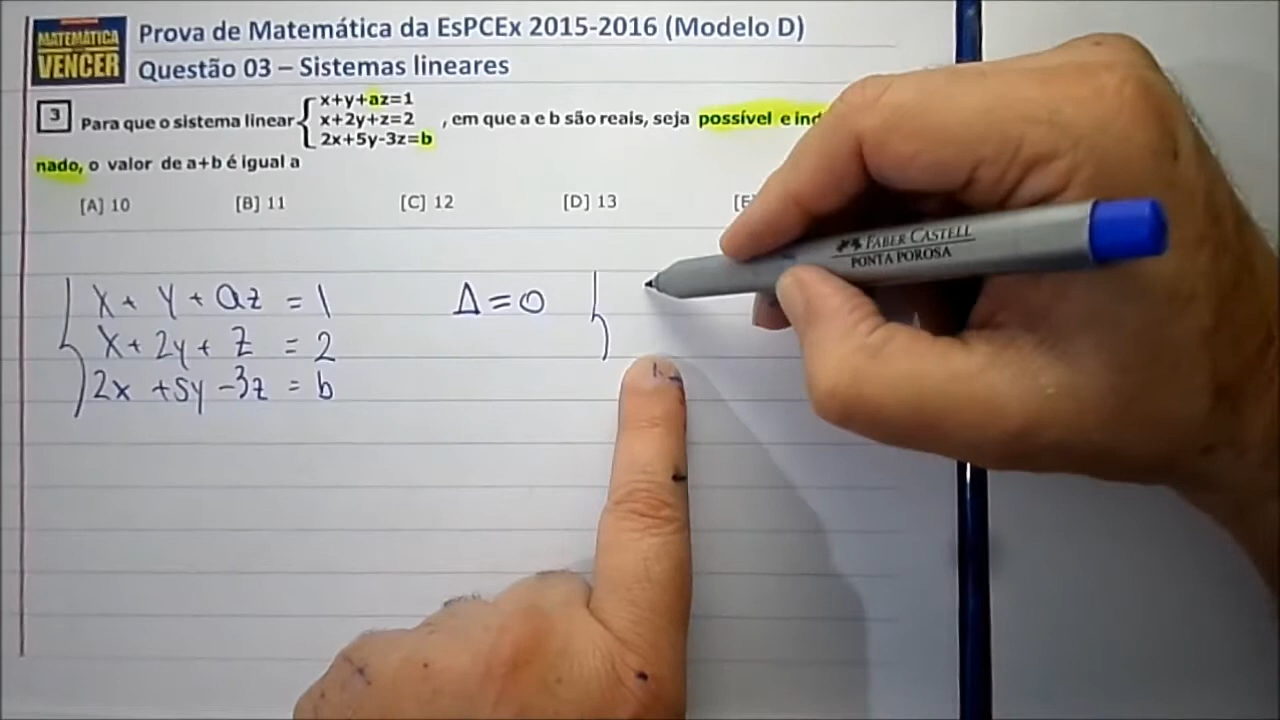 MATEMÁTICA
VENCER
Prova de Matemática da EsPCEx 2015-2016 (Modelo D)
Questão 03 – Sistemas lineares
3 Para que o sistema linear { x+y+az=1
x+2y+z=2
2x+5y-3z=b , em que a e b são reais, seja possível e ind
nado, o valor de a+b é igual a
[A] 10 [B] 11 [C] 12 [D] 13 [E
x + y + az = 1
x + 2y + z = 2
2x + 5y - 3z = b
Δ = 0
FABER CASTELL
PONTA POROSA